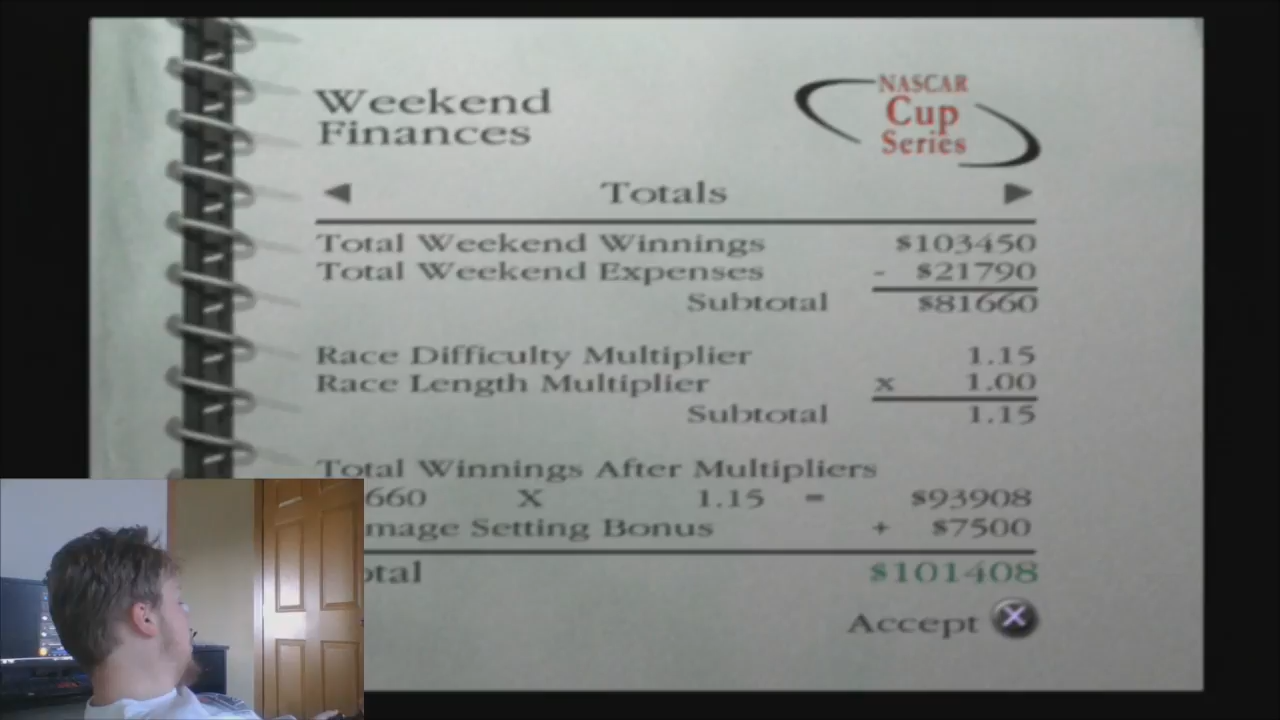 Weekend
Finances
NASCAR
Cup
Series
Totals
Total Weekend Winnings $103450
Total Weekend Expenses - $21790
Subtotal $81660
Race Difficulty Multiplier 1.15
Race Length Multiplier x 1.00
Subtotal 1.15
Total Winnings After Multipliers
660 X 1.15 = $93908
mage Setting Bonus + $7500
otal $101408
Accept X